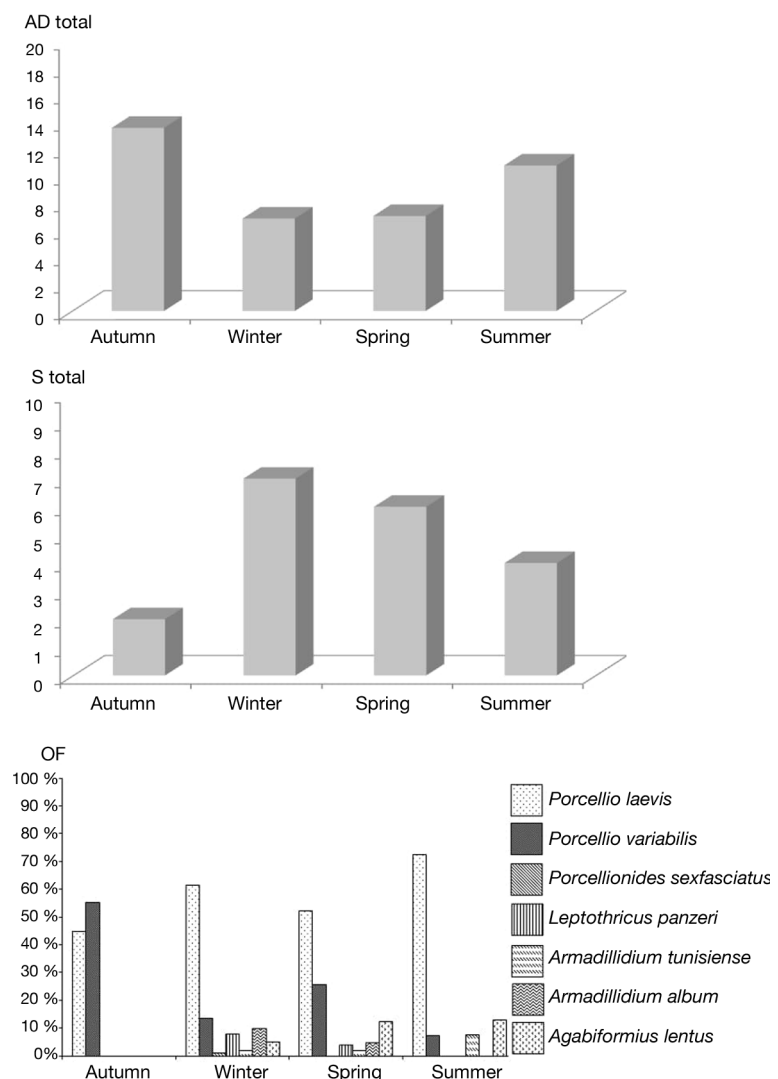 AD total
20
18
16
14
12
10
8
6
4
2
0
Autumn Winter Spring Summer
S total
10
9
8
7
6
5
4
3
2
1
0
Autumn Winter Spring Summer
OF
100 %
90 %
80 %
70 %
60 %
50 %
40 %
30 %
20 %
10 %
0%
Autumn Winter Spring Summer
Porcellio laevis
Porcellio variabilis
Porcellionides sexfasciatus
Leptothricus panzeri
Armadillidium tunisiense
Armadillidium album
Agabiformius lentus